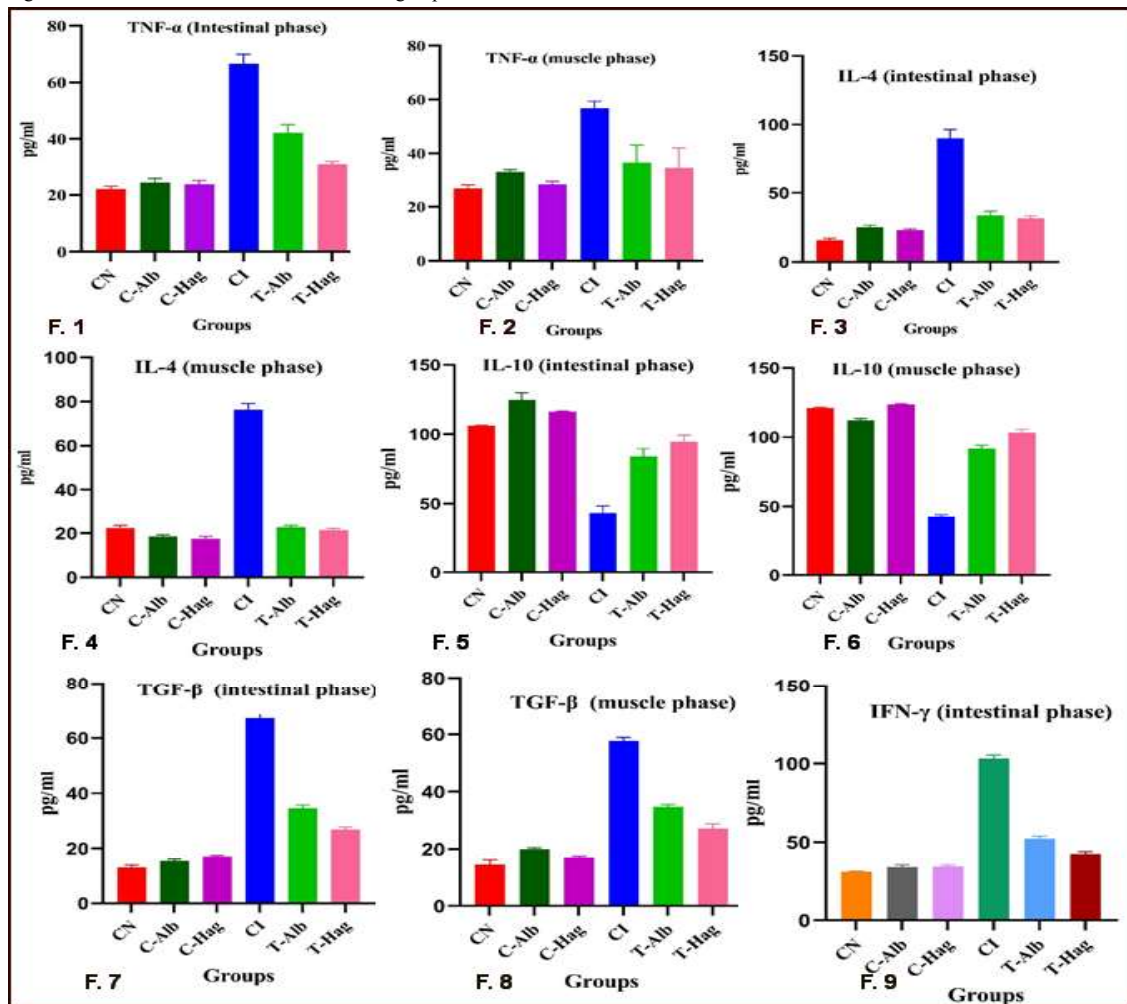 TNF-α (Intestinal phase)
80
60
40
20
0
pg/ml
CN
C-Alb
C-Hag
CI
T-Alb
T-Hag
Groups
F. 1
TNF-α (muscle phase)
80
60
40
20
0
pg/ml
CN
C-Alb
C-Hag
CI
T-Alb
T-Hag
Groups
F. 2
IL-4 (intestinal phase)
150
100
50
0
pg/ml
CN
C-Alb
C-Hag
CI
T-Alb
T-Hag
Groups
F. 3
IL-4 (muscle phase)
100
80
60
40
20
0
pg/ml
CN
C-Alb
C-Hag
CI
T-Alb
T-Hag
Groups
F. 4
IL-10 (intestinal phase)
150
100
50
0
pg/ml
CN
C-Alb
C-Hag
CI
T-Alb
T-Hag
Groups
F. 5
IL-10 (muscle phase)
150
100
50
0
pg/ml
CN
C-Alb
C-Hag
CI
T-Alb
T-Hag
Groups
F. 6
TGF-β (intestinal phase)
80
60
40
20
0
pg/ml
CN
C-Alb
C-Hag
CI
T-Alb
T-Hag
Groups
F. 7
TGF-β (muscle phase)
80
60
40
20
0
pg/ml
CN
C-Alb
C-Hag
CI
T-Alb
T-Hag
Groups
F. 8
IFN-γ (intestinal phase)
150
100
50
0
pg/ml
CN
C-Alb
C-Hag
CI
T-Alb
T-Hag
Groups
F. 9